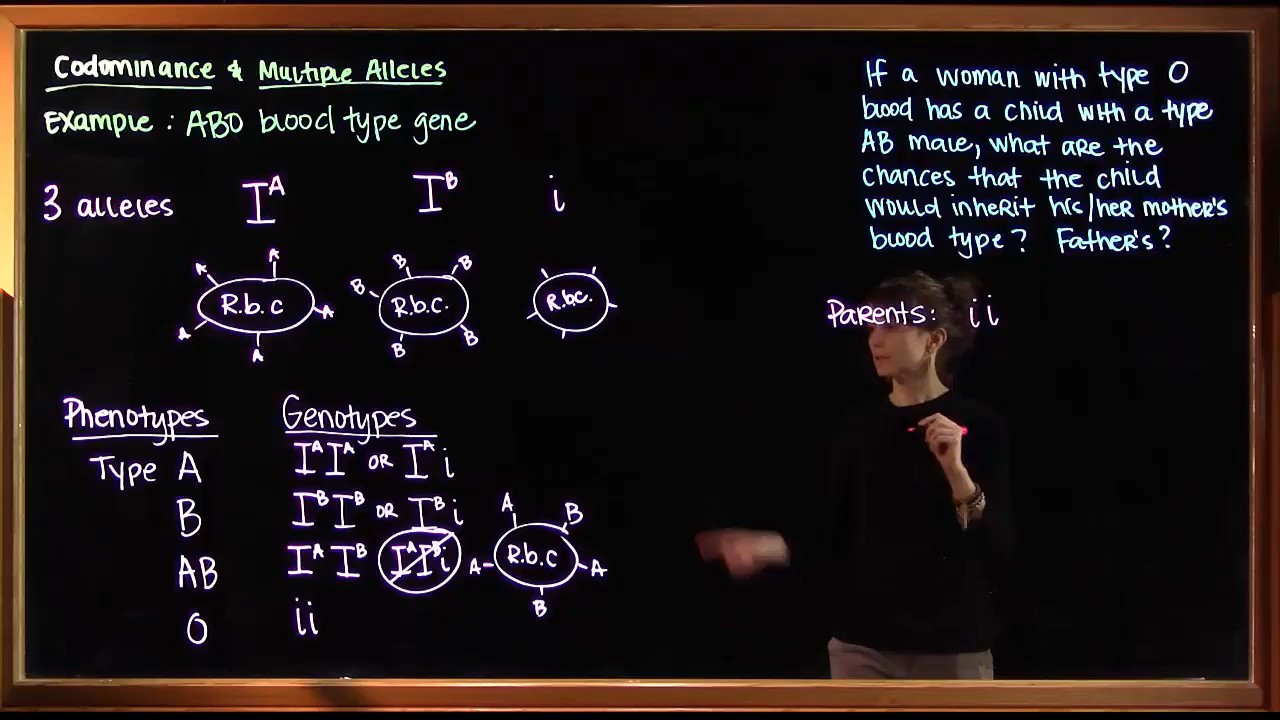 Codominance & Multiple Alleles
Example: ABO blood type gene
3 alleles I^A I^B i
A A A A A R.b.c
B B B B B R.b.c.
R.b.c.
Phenotypes Genotypes
Type A I^A I^A OR I^A i
B I^B I^B OR I^B i
AB I^A I^B I^A I^B i
O ii
A B A A B R.b.c
If a woman with type O
blood has a child with a type
AB male, what are the
chances that the child
would inherit his/her mother's
blood type? Father's?
Parents: ii